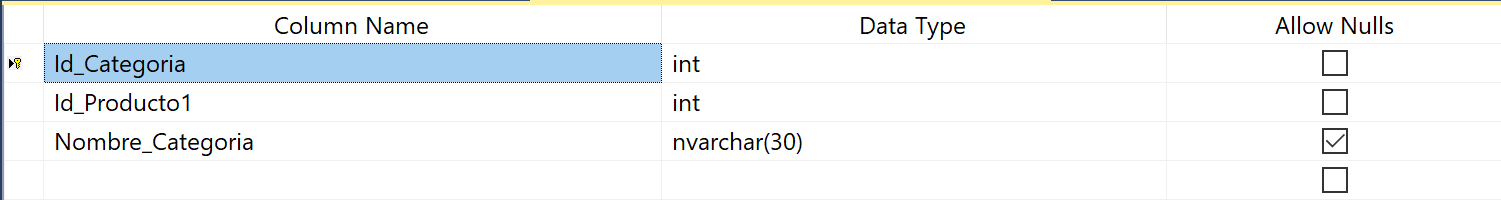 Column Name Data Type Allow Nulls
Id_Categoria int
Id_Producto1 int
Nombre_Categoria nvarchar(30)